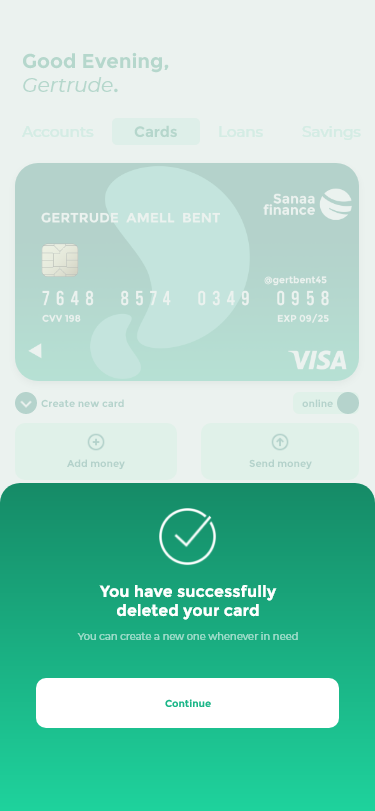 Good Evening,
Gertrude.
Accounts Cards Loans Savings
Sanaa
finance
GERTRUDE AMELL BENT
@gertbent45
7648 8574 0349 0958
CVV 198 EXP 09/25
VISA
Create new card online
Add money Send money
You have successfully
deleted your card
You can create a new one whenever in need
Continue